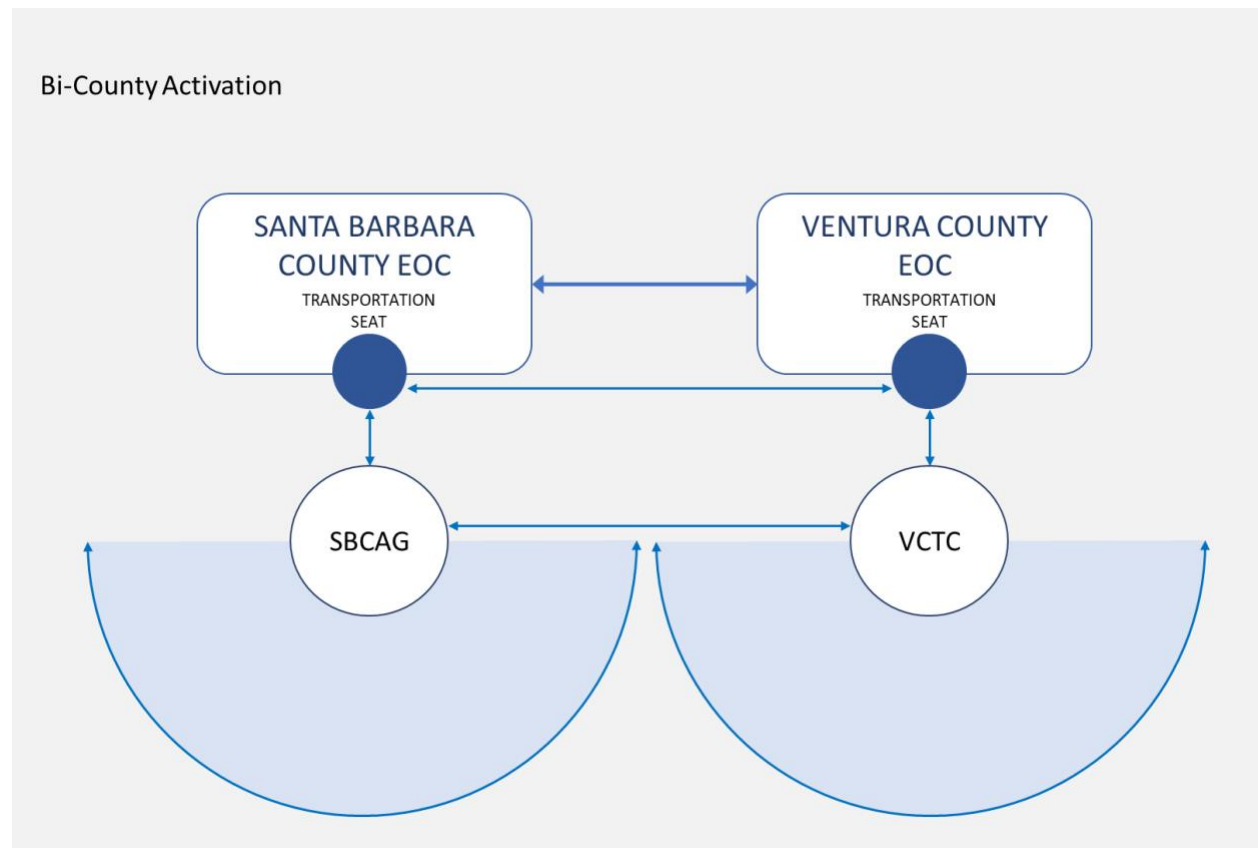 Bi-County Activation
SANTA BARBARA
COUNTY EOC
TRANSPORTATION
SEAT
VENTURA COUNTY
EOC
TRANSPORTATION
SEAT
SBCAG
VCTC